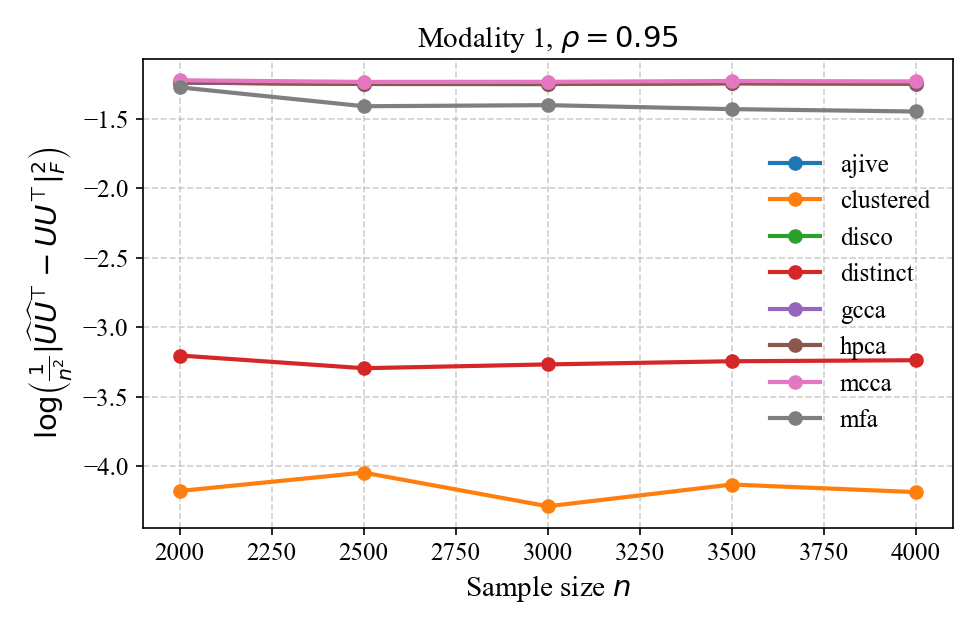 Modality 1, ρ = 0.95
log(1/n² |ÛÛ⊤ − UU⊤|²_F)
−1.5
−2.0
−2.5
−3.0
−3.5
−4.0
ajive
clustered
disco
distinct
gcca
hpca
mcca
mfa
2000 2250 2500 2750 3000 3250 3500 3750 4000
Sample size n